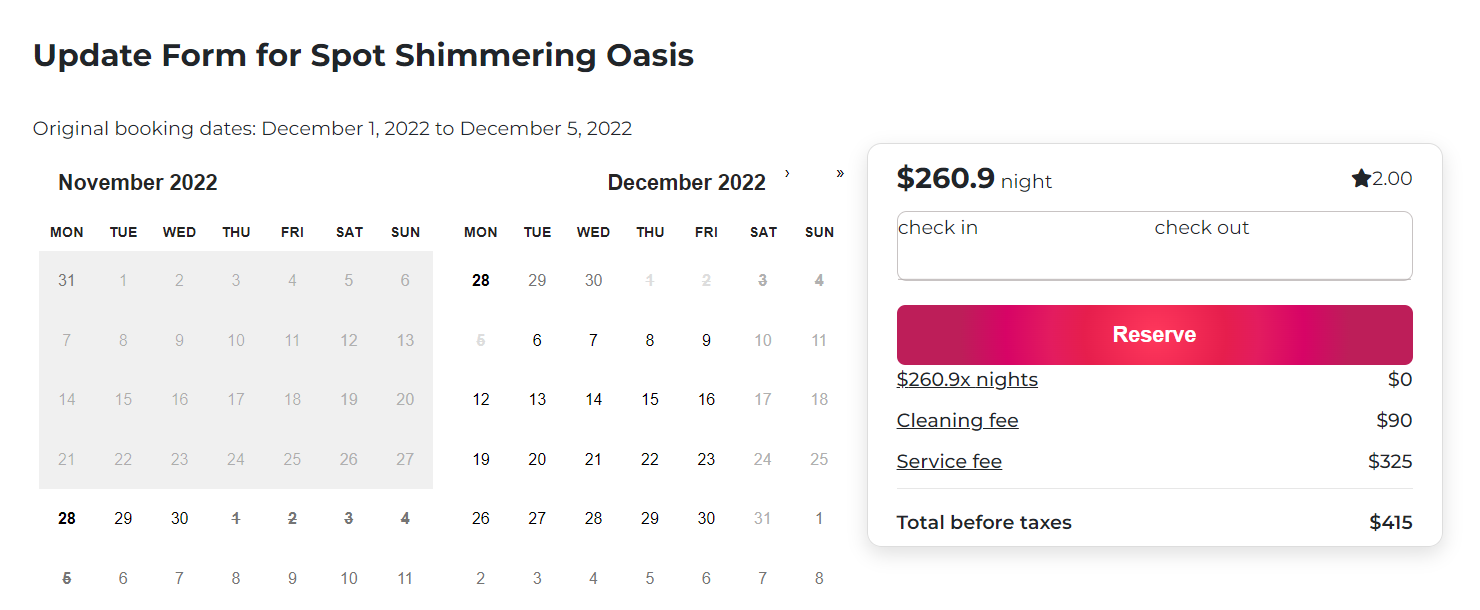 Update Form for Spot Shimmering Oasis
Original booking dates: December 1, 2022 to December 5, 2022
November 2022
MON TUE WED THU FRI SAT SUN
31 1 2 3 4 5 6
7 8 9 10 11 12 13
14 15 16 17 18 19 20
21 22 23 24 25 26 27
28 29 30 1 2 3 4
5 6 7 8 9 10 11
December 2022 › »
MON TUE WED THU FRI SAT SUN
28 29 30 1 2 3 4
5 6 7 8 9 10 11
12 13 14 15 16 17 18
19 20 21 22 23 24 25
26 27 28 29 30 31 1
2 3 4 5 6 7 8
$260.9 night ★2.00
check in check out
Reserve
$260.9x nights $0
Cleaning fee $90
Service fee $325
Total before taxes $415